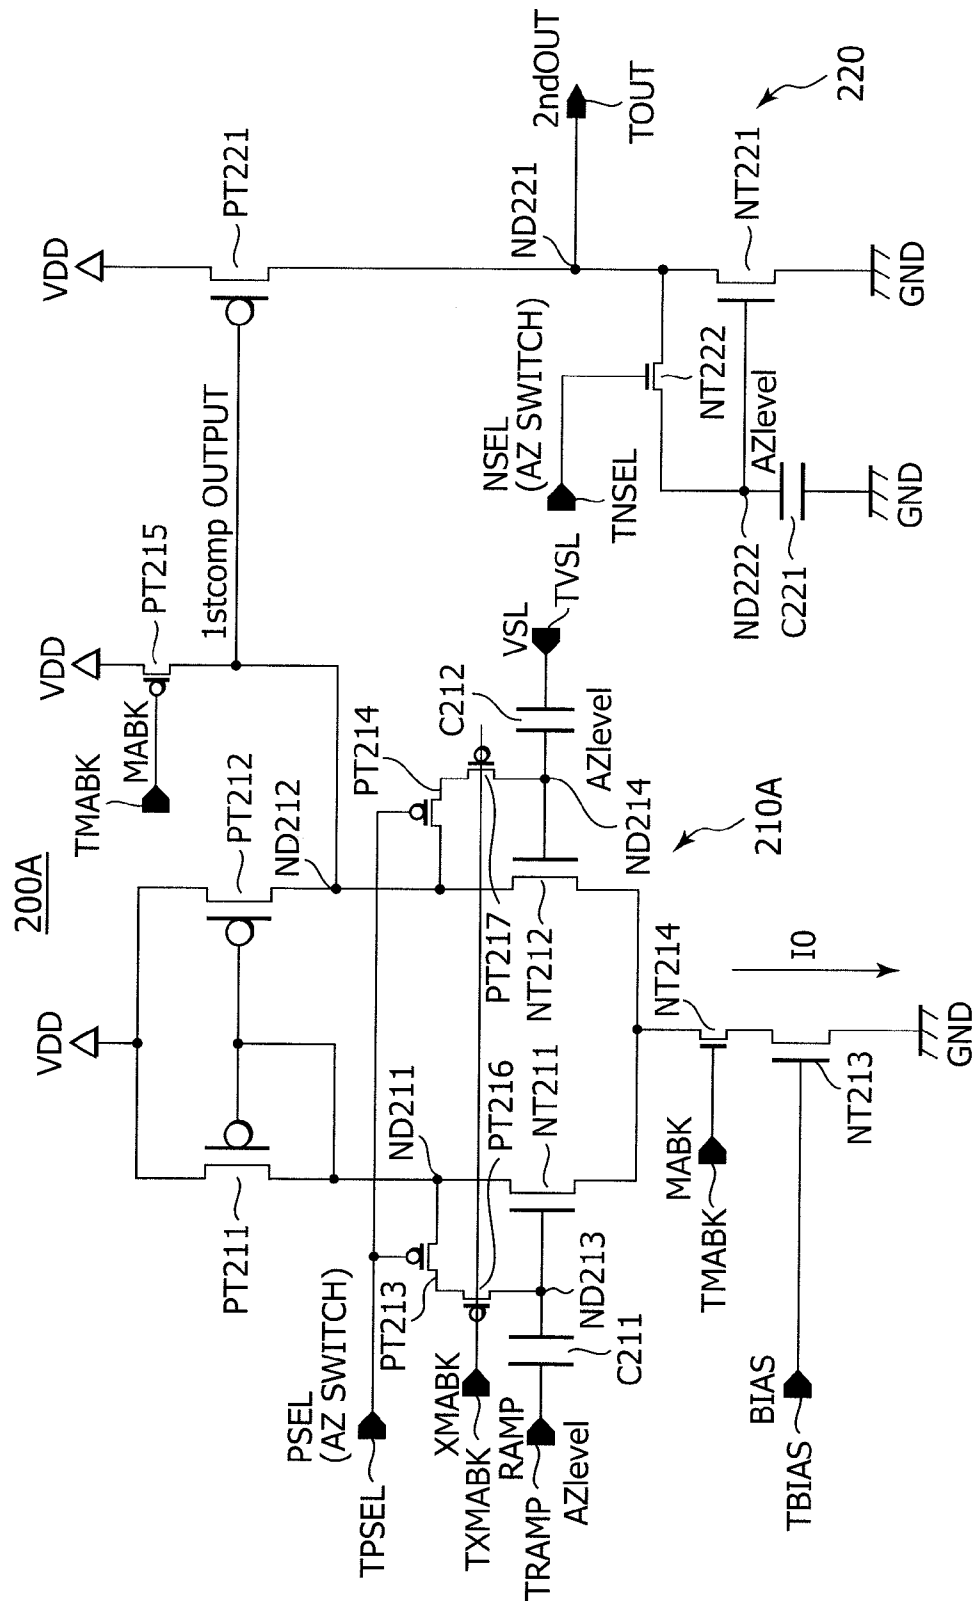 200A
VDD
VDD
VDD
TMABK
MABK
PT215
PT211
PT212
PT221
1stcomp OUTPUT
ND212
PSEL
(AZ SWITCH)
TPSEL
ND211
PT213
PT214
XMABK
TXMABK
PT216
PT217
C212
VSL
TVSL
RAMP
TRAMP
AZlevel
C211
ND213
NT211
NT212
ND214
AZlevel
210A
MABK
TMABK
NT214
I0
BIAS
TBIAS
NT213
GND
NSEL
(AZ SWITCH)
TNSEL
NT222
ND221
2ndOUT
TOUT
220
AZlevel
NT221
ND222
C221
GND
GND